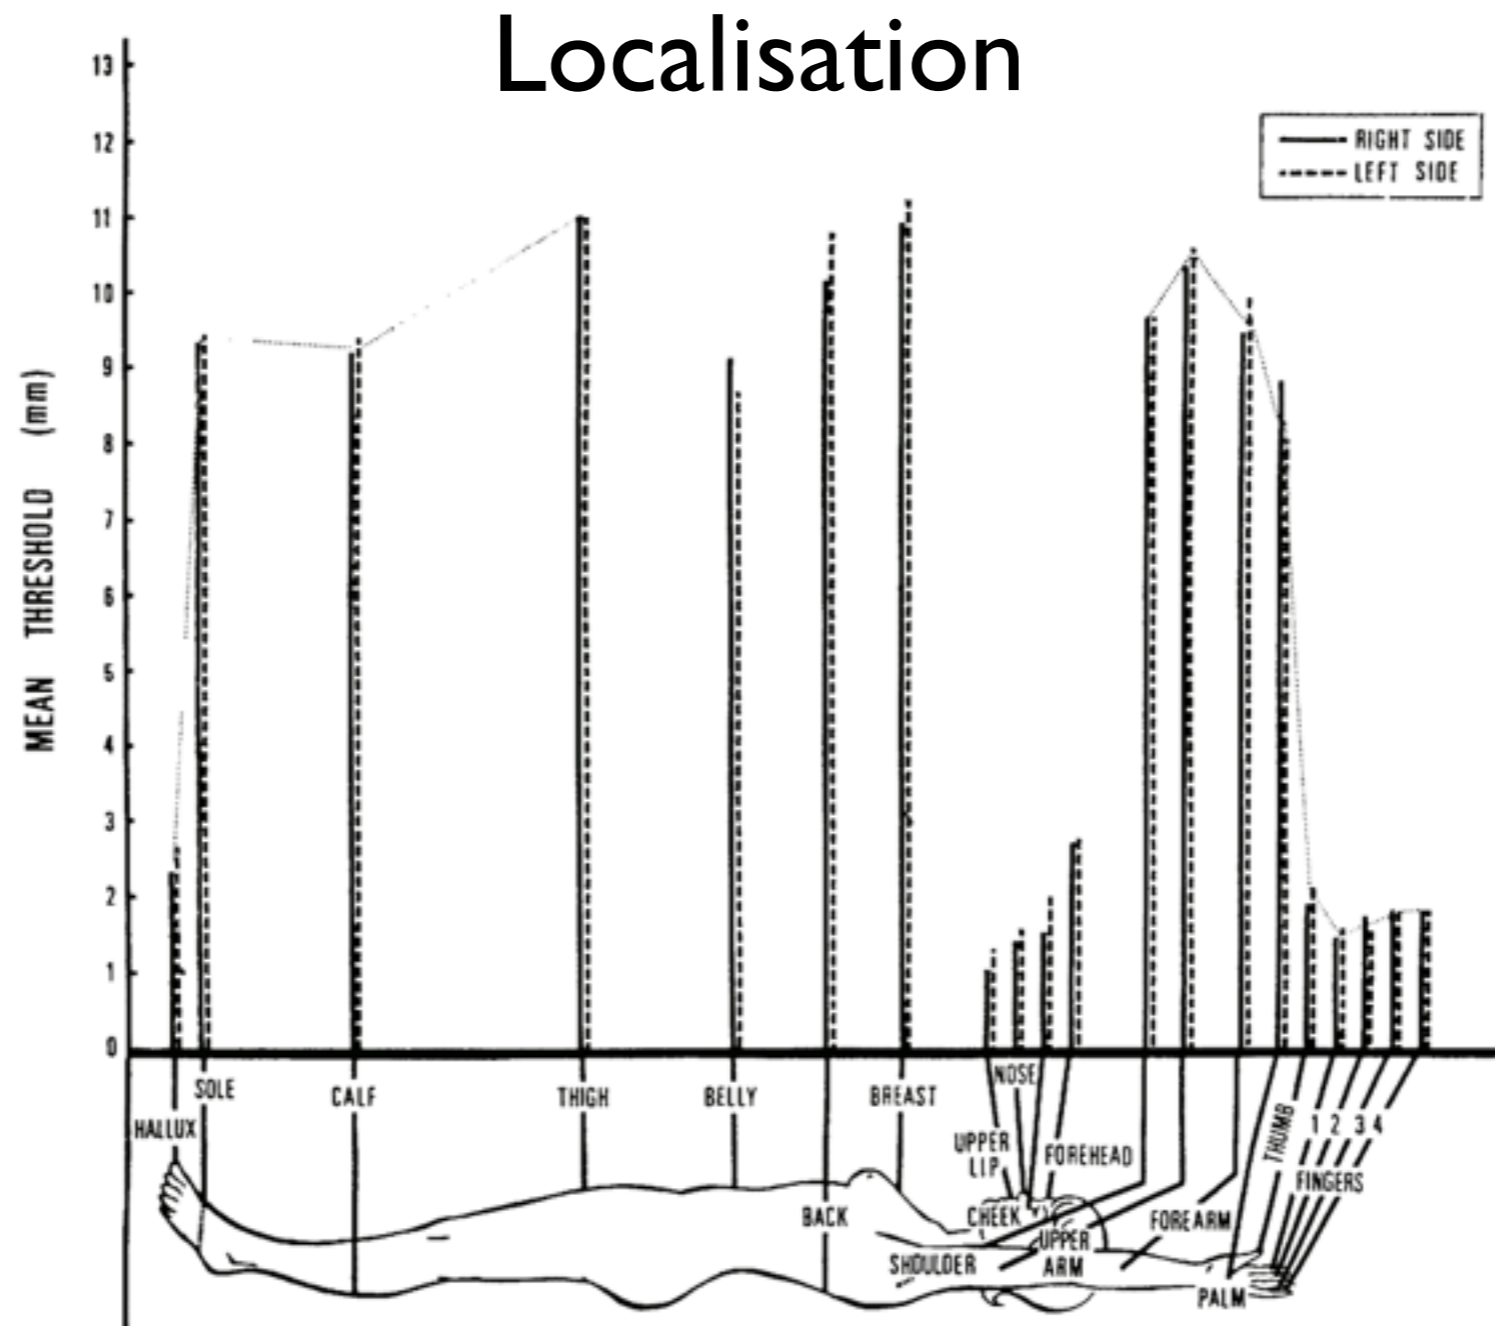 Localisation
RIGHT SIDE
LEFT SIDE
MEAN THRESHOLD (mm)
13
12
11
10
9
8
7
6
5
4
3
2
1
0
HALLUX
SOLE
CALF
THIGH
BELLY
BACK
BREAST
UPPER
LIP
NOSE
CHEEK
FOREHEAD
SHOULDER
UPPER
ARM
FOREARM
PALM
THUMB
1 2 3 4
FINGERS